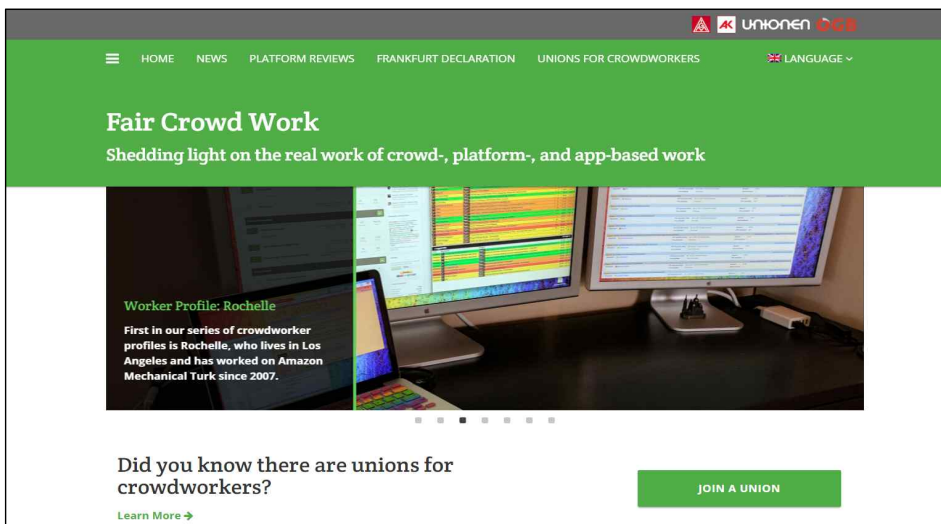 AK UNIONEN ÖGB
HOME NEWS PLATFORM REVIEWS FRANKFURT DECLARATION UNIONS FOR CROWDWORKERS LANGUAGE
Fair Crowd Work
Shedding light on the real work of crowd-, platform-, and app-based work
Worker Profile: Rochelle
First in our series of crowdworker
profiles is Rochelle, who lives in Los
Angeles and has worked on Amazon
Mechanical Turk since 2007.
Did you know there are unions for
crowdworkers?
JOIN A UNION
Learn More →